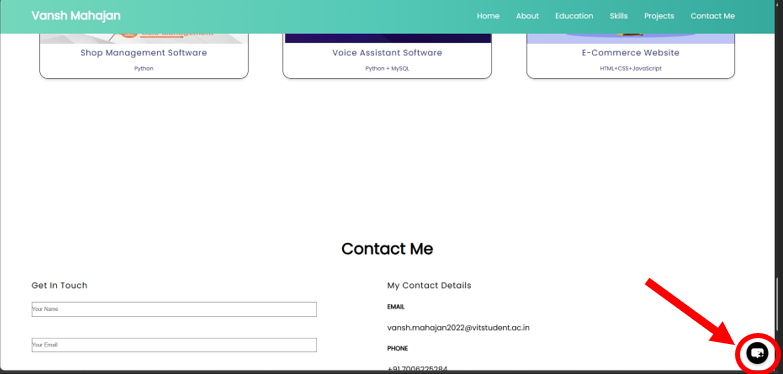 Vansh Mahajan
Home About Education Skills Projects Contact Me
Shop Management Software
Python
Voice Assistant Software
Python + MySQL
E-Commerce Website
HTML+CSS+JavaScript
Contact Me
Get In Touch
Your Name
Your Email
My Contact Details
EMAIL
vansh.mahajan2022@vitstudent.ac.in
PHONE
+91 7006225284